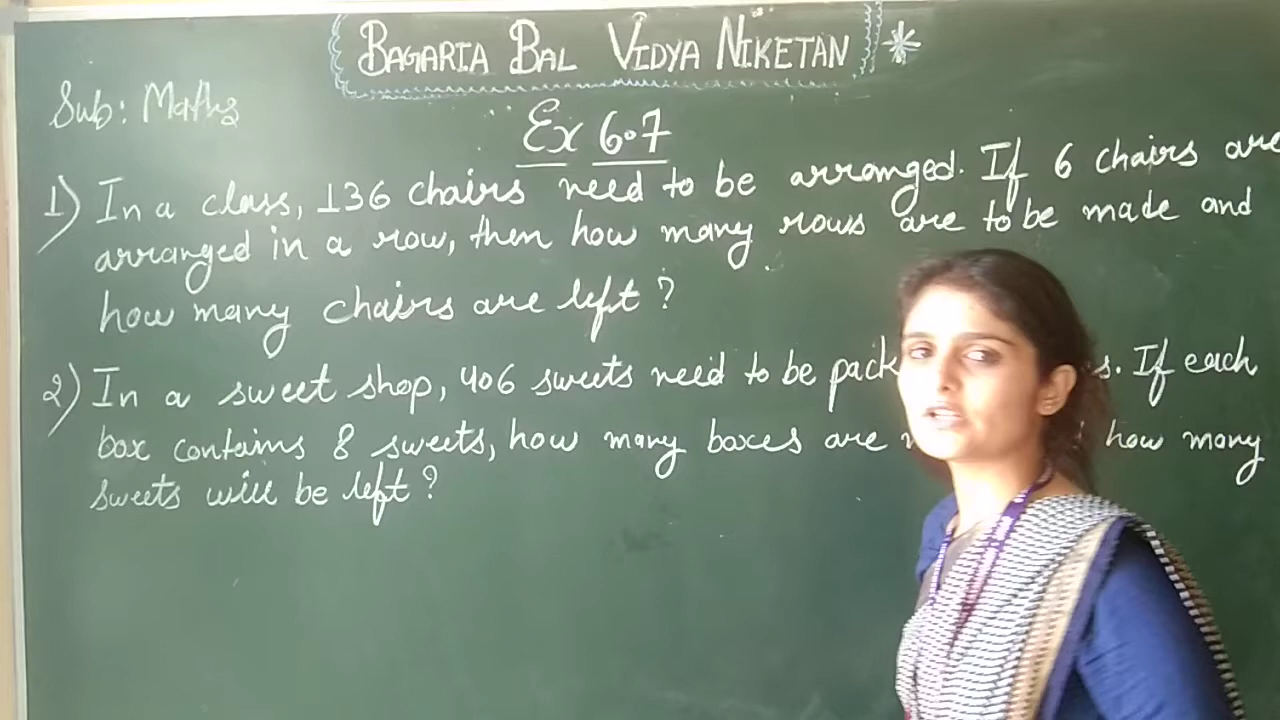 BAGARIA BAL VIDYA NIKETAN
Sub: Maths
Ex 6.7
1) In a class, 136 chairs need to be arranged. If 6 chairs are
arranged in a row, then how many rows are to be made and
how many chairs are left?
2) In a sweet shop, 406 sweets need to be pack s. If each
box contains 8 sweets, how many boxes are how many
sweets will be left?